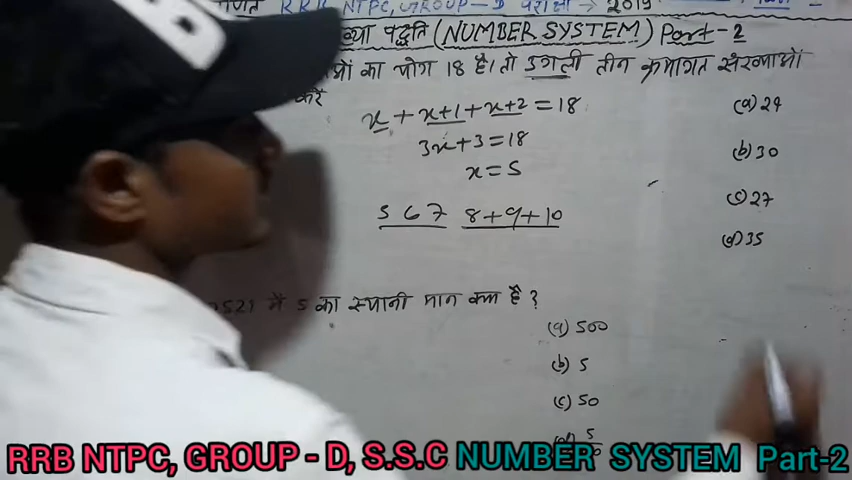 RRB NTPC, GROUP-D परीक्षा → 2019
पद्धति (NUMBER SYSTEM) Part-2
का योग 18 है। तो अगली तीन क्रमागत संख्याओं
करें
x + x+1 + x+2 = 18
(a) 24
3x+3=18
(b) 30
x=5
(c) 27
5 6 7 8+9+10
(d) 35
521 में 5 का स्थानीय मान क्या है ?
(a) 500
(b) 5
(c) 50
RRB NTPC, GROUP - D, S.S.C NUMBER SYSTEM Part-2